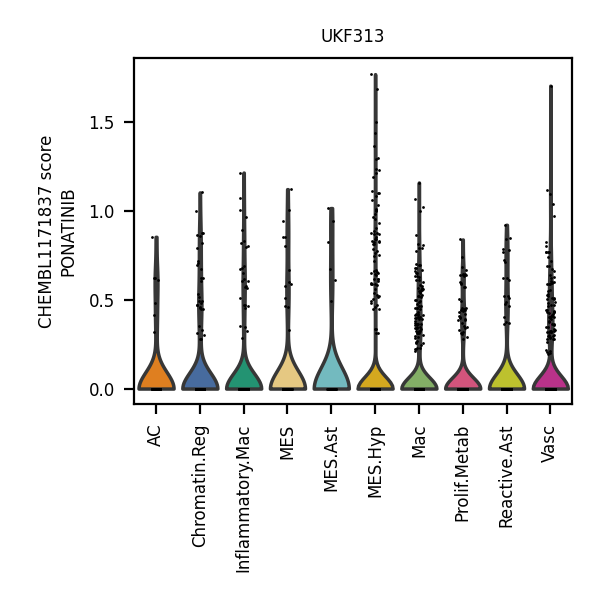 UKF313
CHEMBL1171837 score
PONATINIB
1.5
1.0
0.5
0.0
AC
Chromatin.Reg
Inflammatory.Mac
MES
MES.Ast
MES.Hyp
Mac
Prolif.Metab
Reactive.Ast
Vasc